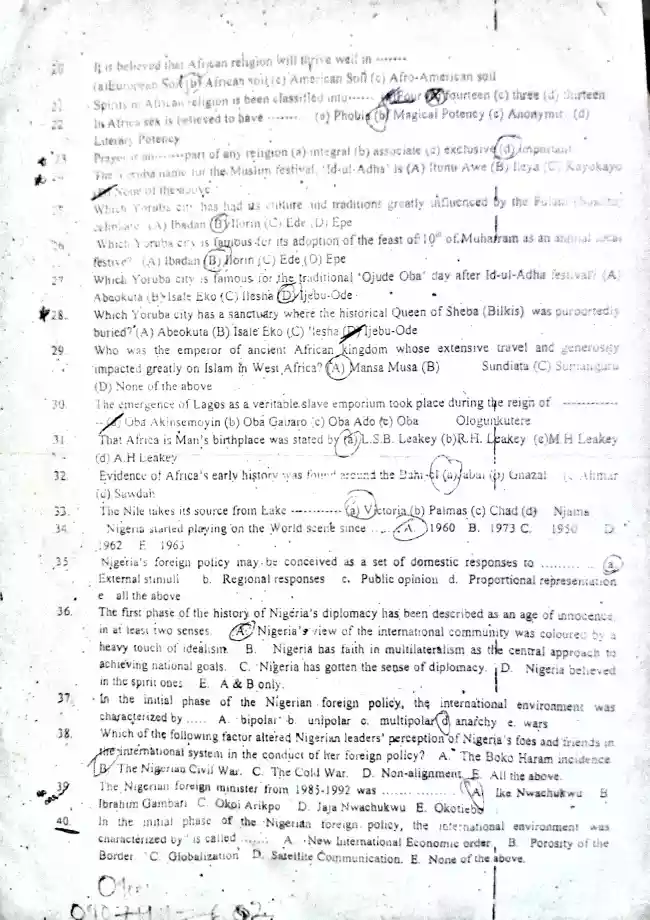 20 It is believed that African religion will thrive well in -------
(a) European Soil (b) African soil (c) American Soil (c) Afro-American soil
21 Spirits in African religion is been classified into------ Four fourteen (c) three (d) thirteen
22 In Africa sex is believed to have ------- (a) Phobia (b) Magical Potency (c) Anonymit (d)
Literary Potency
23 Prayer is an-------part of any religion (a) integral (b) associate (c) exclusive (d) important
The Yoruba name for the Muslim festival, 'Id-ul-Adha' is (A) Itunu Awe (B) Ileya (C) Kayokayo
(D) None of the above
Which Yoruba city has had its culture and traditions greatly influenced by the Fulani
(A) Ibadan (B) Ilorin (C) Ede (D) Epe
26 Which Yoruba city is famous for its adoption of the feast of 10th of Muharram as an annual local
festive? (A) Ibadan (B) Ilorin (C) Ede (D) Epe
27 Which Yoruba city is famous for the traditional 'Ojude Oba' day after Id-ul-Adha festival? (A)
Abeokuta (B) Isale Eko (C) Ilesha (D) Ijebu-Ode
28. Which Yoruba city has a sanctuary where the historical Queen of Sheba (Bilkis) was purportedly
buried? (A) Abeokuta (B) Isale Eko (C) Ilesha (D) Ijebu-Ode
29 Who was the emperor of ancient African kingdom whose extensive travel and generosity
impacted greatly on Islam in West Africa? (A) Mansa Musa (B) Sundiata (C) Sumanguru
(D) None of the above
30. The emergence of Lagos as a veritable slave emporium took place during the reign of ------------
-- (a) Oba Akinsemoyin (b) Oba Gabaro (c) Oba Ado (c) Oba Ologunkutere
31. That Africa is Man's birthplace was stated by (a) L.S.B. Leakey (b) R.H. Leakey (c) M.H Leakey
(d) A.H Leakey
32. Evidence of Africa's early history was found around the Bahr-el (a) Jabal (b) Ghazal (c) Ahmar
(d) Sawdah
33. The Nile takes its source from Lake ----------- (a) Victoria (b) Palmas (c) Chad (d) Njama
34. Nigeria started playing on the World scene since ...... A. 1960 B. 1973 C. 1950 D
1962 E 1963
35 Nigeria's foreign policy may be conceived as a set of domestic responses to ............ a.
External stimuli b. Regional responses c. Public opinion d. Proportional representation
e all the above
36. The first phase of the history of Nigeria's diplomacy has been described as an age of innocence
in at least two senses. A. Nigeria's view of the international community was coloured by a
heavy touch of idealism. B. Nigeria has faith in multilateralism as the central approach to
achieving national goals. C. Nigeria has gotten the sense of diplomacy. D. Nigeria believed
in the spirit ones E. A & B only.
37. In the initial phase of the Nigerian foreign policy, the international environment was
characterized by ..... A. bipolar b. unipolar c. multipolar d anarchy e. wars
38. Which of the following factor altered Nigerian leaders' perception of Nigeria's foes and friends in
the international system in the conduct of her foreign policy? A. The Boko Haram incidence
B. The Nigerian Civil War. C. The Cold War. D. Non-alignment E. All the above.
39 The Nigerian foreign minister from 1985-1992 was ............... A. Ike Nwachukwu B
Ibrahim Gambari C. Okoi Arikpo D. Jaja Nwachukwu E. Okotiebo
40. In the initial phase of the Nigerian foreign policy, the international environment was
characterized by" is called ....... A. New International Economic order B. Porosity of the
Border C. Globalization D. Satellite Communication. E. None of the above.